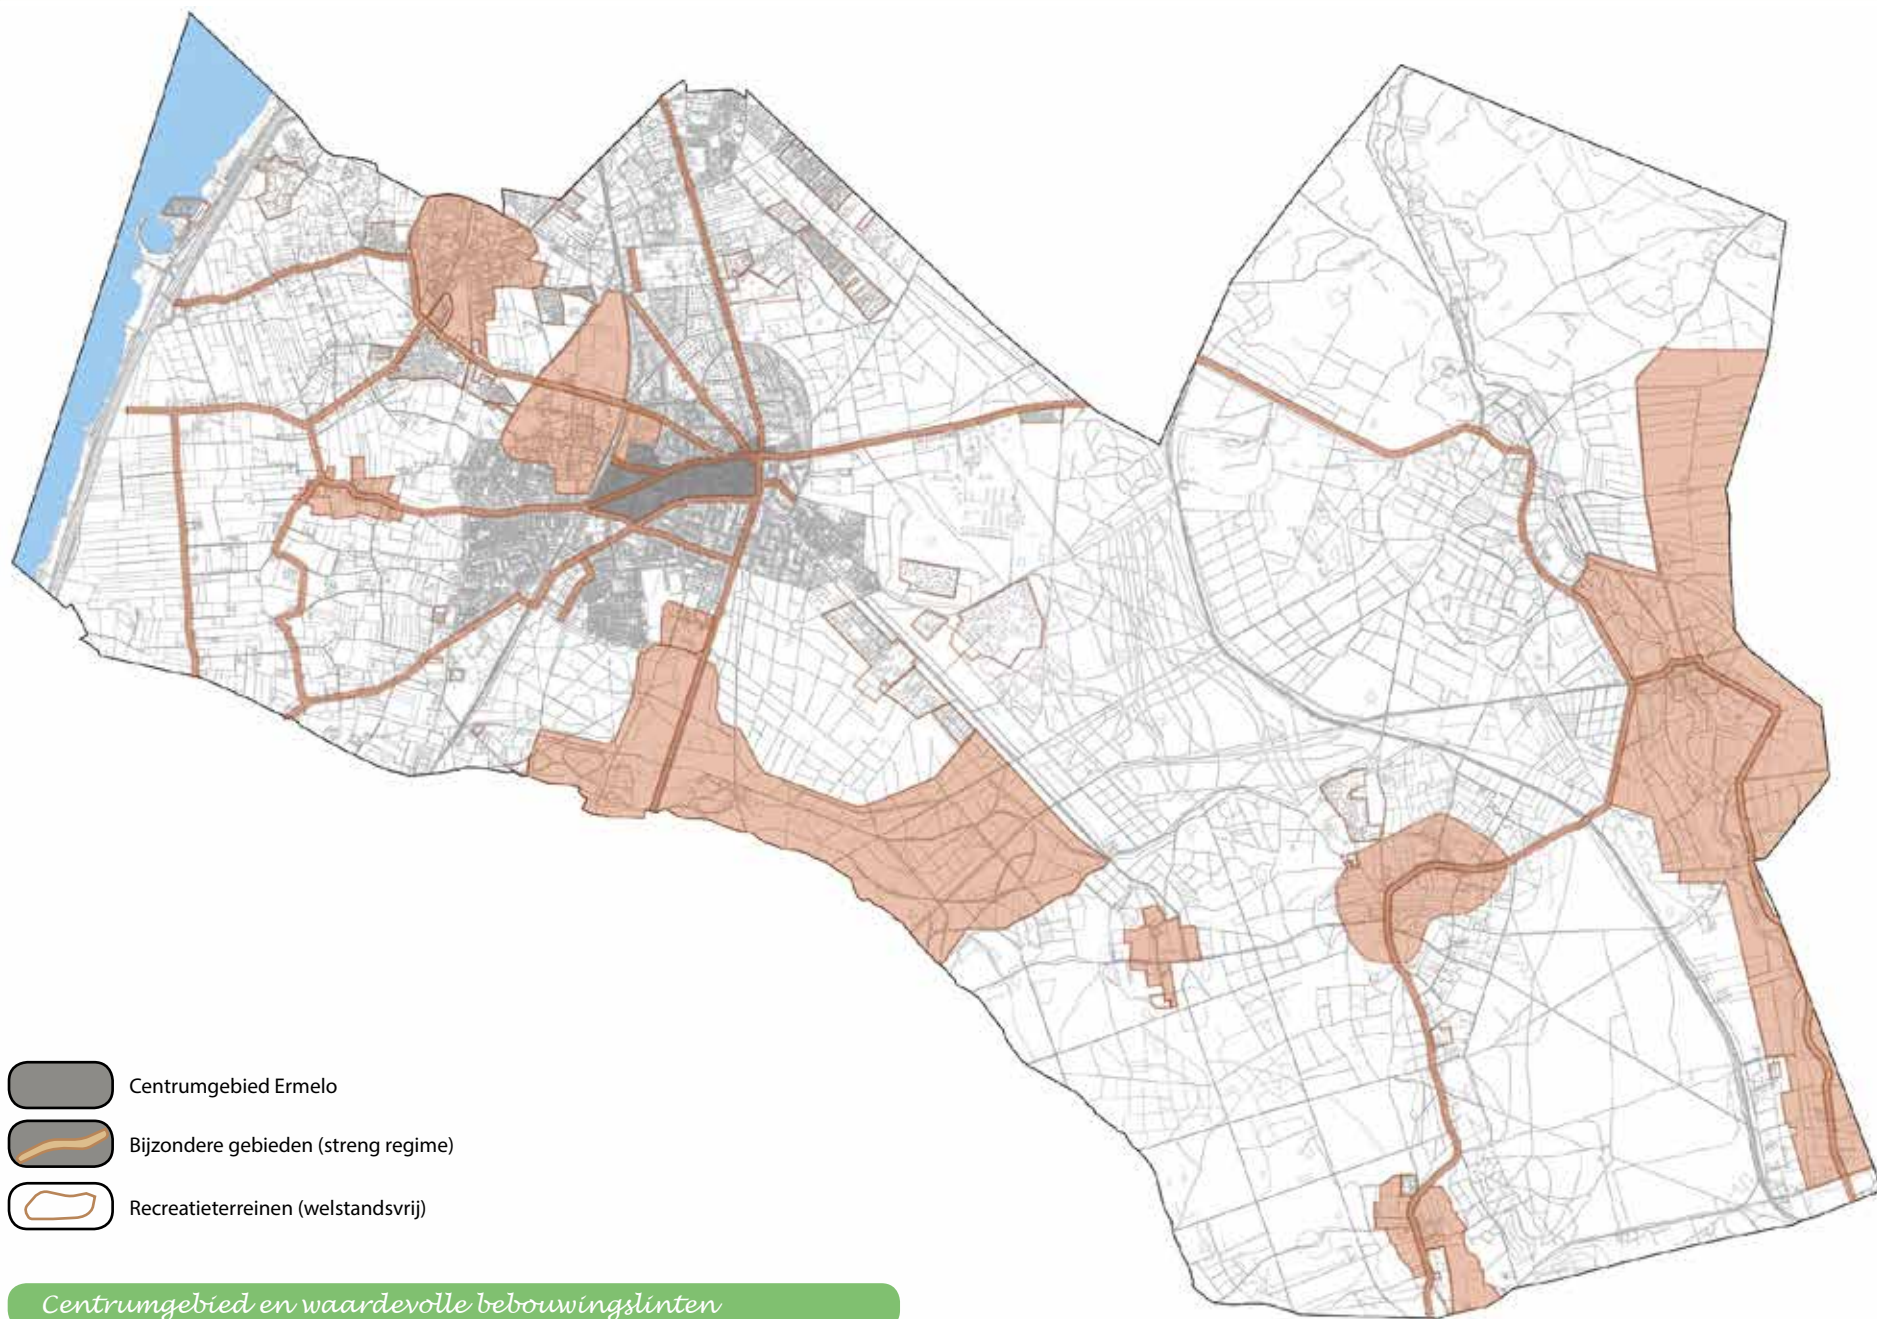 Centrumgebied Ermelo
Bijzondere gebieden (streng regime)
Recreatieterreinen (welstandsvrij)
Centrumgebied en waardevolle bebouwingslinten